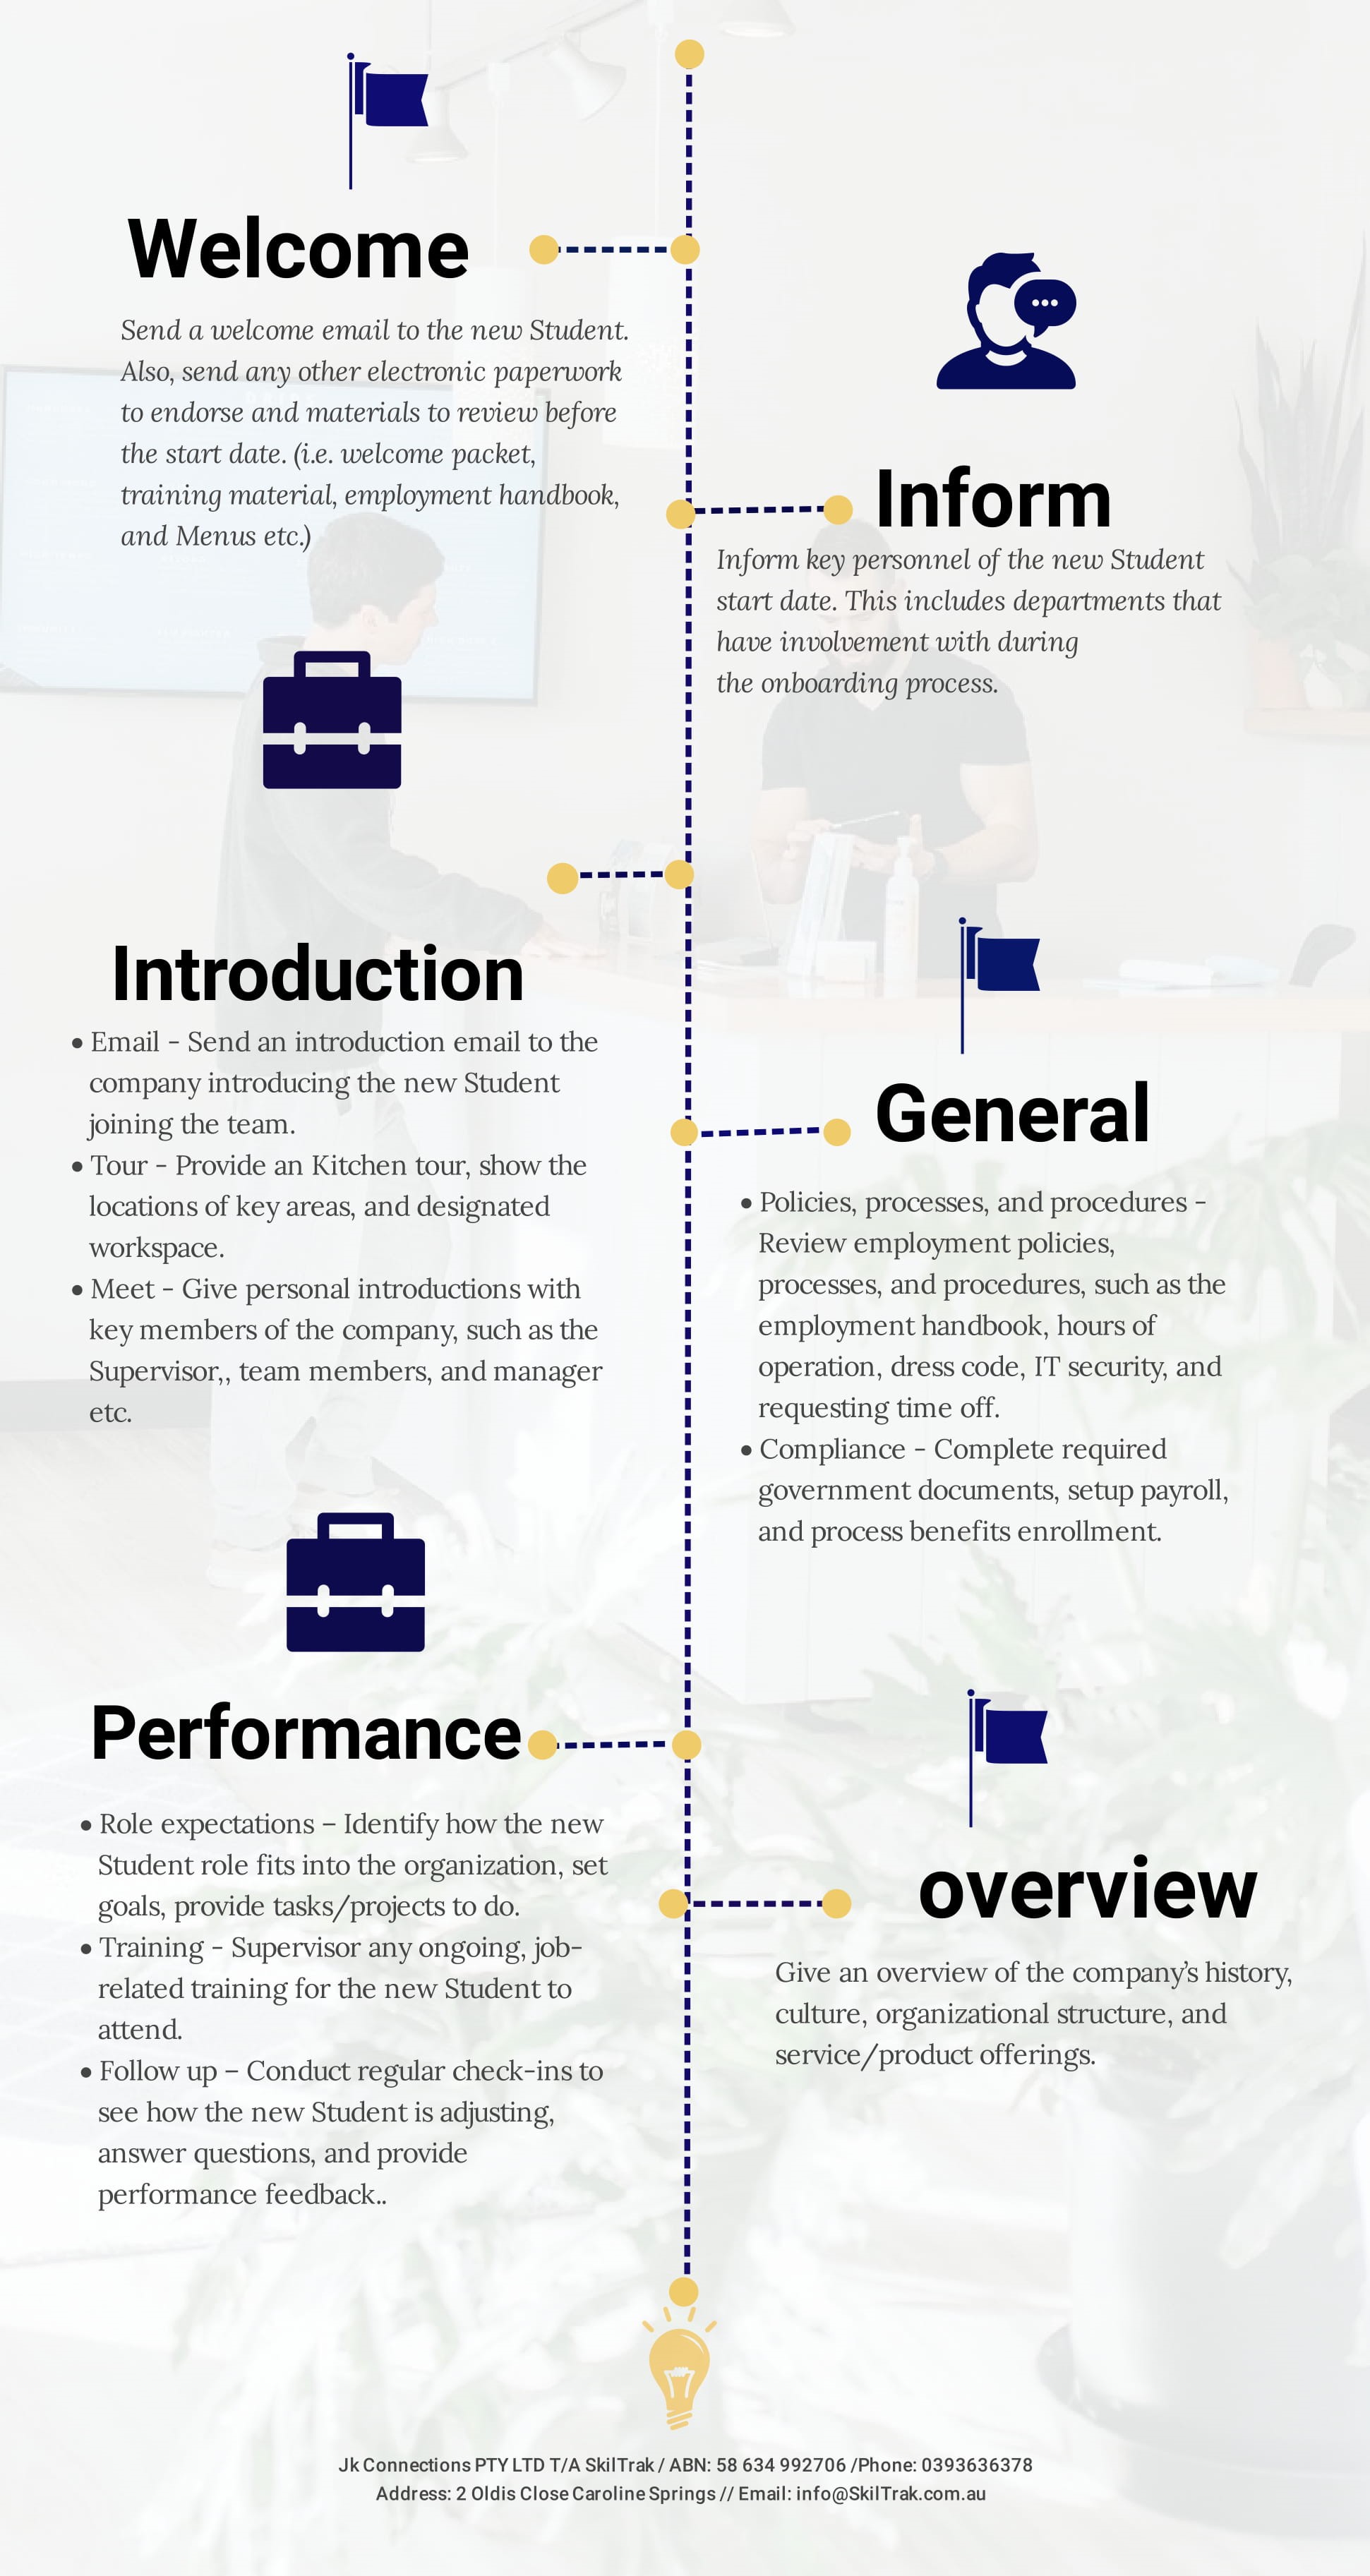 Welcome
Send a welcome email to the new Student.
Also, send any other electronic paperwork
to endorse and materials to review before
the start date. (i.e. welcome packet,
training material, employment handbook,
and Menus etc.)
Inform
Inform key personnel of the new Student
start date. This includes departments that
have involvement with during
the onboarding process.
Introduction
• Email - Send an introduction email to the
company introducing the new Student
joining the team.
• Tour - Provide an Kitchen tour, show the
locations of key areas, and designated
workspace.
• Meet - Give personal introductions with
key members of the company, such as the
Supervisor,, team members, and manager
etc.
General
• Policies, processes, and procedures -
Review employment policies,
processes, and procedures, such as the
employment handbook, hours of
operation, dress code, IT security, and
requesting time off.
• Compliance - Complete required
government documents, setup payroll,
and process benefits enrollment.
Performance
• Role expectations – Identify how the new
Student role fits into the organization, set
goals, provide tasks/projects to do.
• Training - Supervisor any ongoing, job-
related training for the new Student to
attend.
• Follow up – Conduct regular check-ins to
see how the new Student is adjusting,
answer questions, and provide
performance feedback..
overview
Give an overview of the company’s history,
culture, organizational structure, and
service/product offerings.
Jk Connections PTY LTD T/A SkilTrak / ABN: 58 634 992706 /Phone: 0393636378
Address: 2 Oldis Close Caroline Springs // Email: info@SkilTrak.com.au